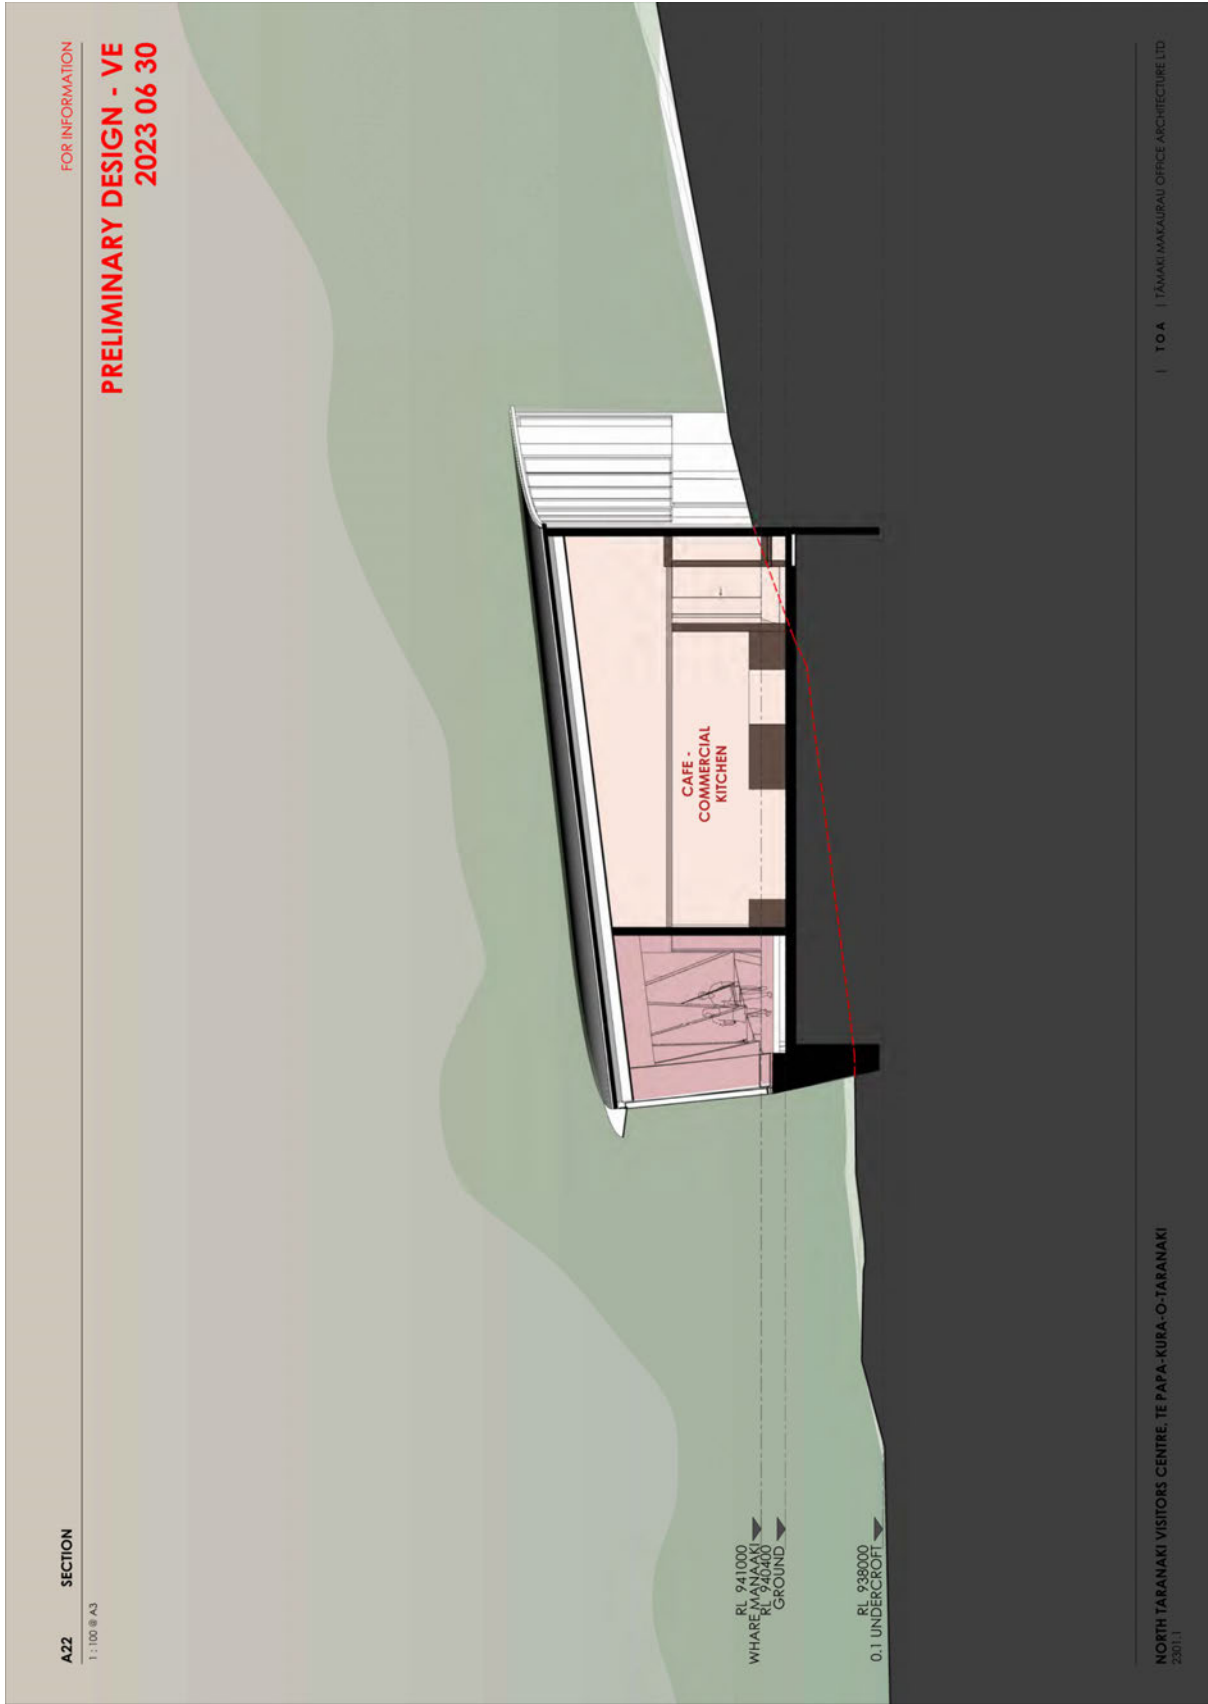 A22 SECTION
FOR INFORMATION
1 : 100 @ A3
PRELIMINARY DESIGN - VE
2023 06 30
CAFE -
COMMERCIAL
KITCHEN
RL 941000
WHARE MANAAKI
RL 940400
GROUND
RL 938000
0.1 UNDERCROFT
NORTH TARANAKI VISITORS CENTRE, TE PAPA-KURA-O-TARANAKI
2301.1
| TOA | TĀMAKI MAKAURAU OFFICE ARCHITECTURE LTD